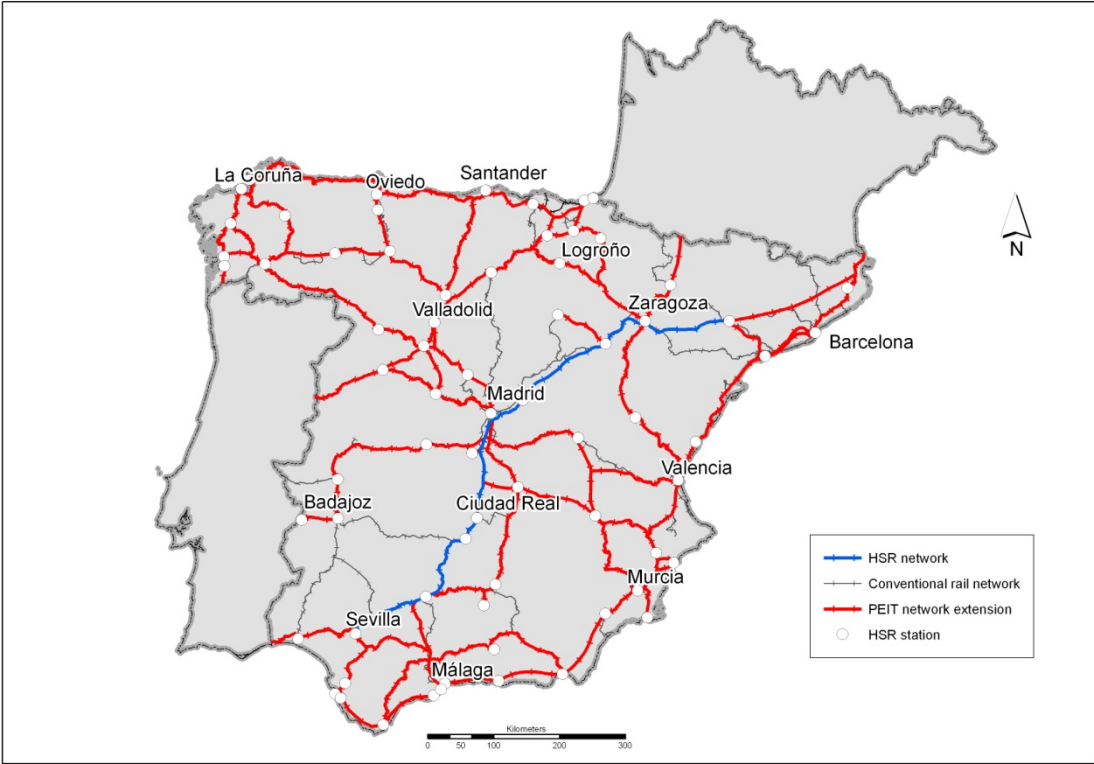 La Coruña
Oviedo
Santander
Logroño
N
Valladolid
Zaragoza
Barcelona
Madrid
Valencia
Badajoz
Ciudad Real
Murcia
Sevilla
Málaga
HSR network
Conventional rail network
PEIT network extension
HSR station
Kilometers
0 50 100 200 300